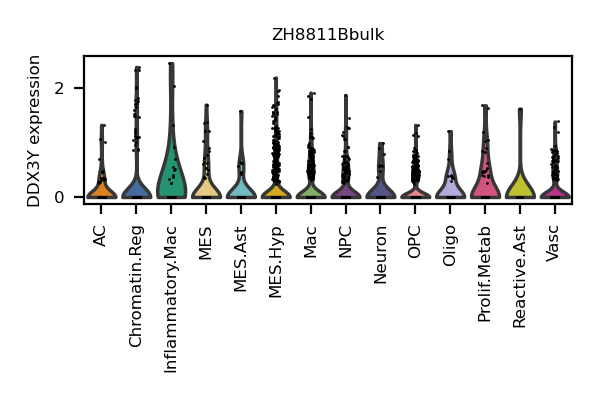 ZH8811Bbulk
DDX3Y expression
2
0
AC
Chromatin.Reg
Inflammatory.Mac
MES
MES.Ast
MES.Hyp
Mac
NPC
Neuron
OPC
Oligo
Prolif.Metab
Reactive.Ast
Vasc